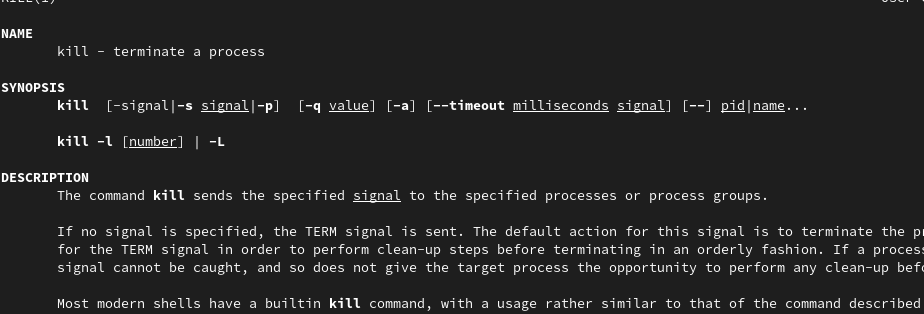 NAME
kill - terminate a process
SYNOPSIS
kill [-signal|-s signal|-p] [-q value] [-a] [--timeout milliseconds signal] [--] pid|name...
kill -l [number] | -L
DESCRIPTION
The command kill sends the specified signal to the specified processes or process groups.
If no signal is specified, the TERM signal is sent. The default action for this signal is to terminate the
for the TERM signal in order to perform clean-up steps before terminating in an orderly fashion. If a
signal cannot be caught, and so does not give the target process the opportunity to perform any clean-up
Most modern shells have a builtin kill command, with a usage rather similar to that of the command described